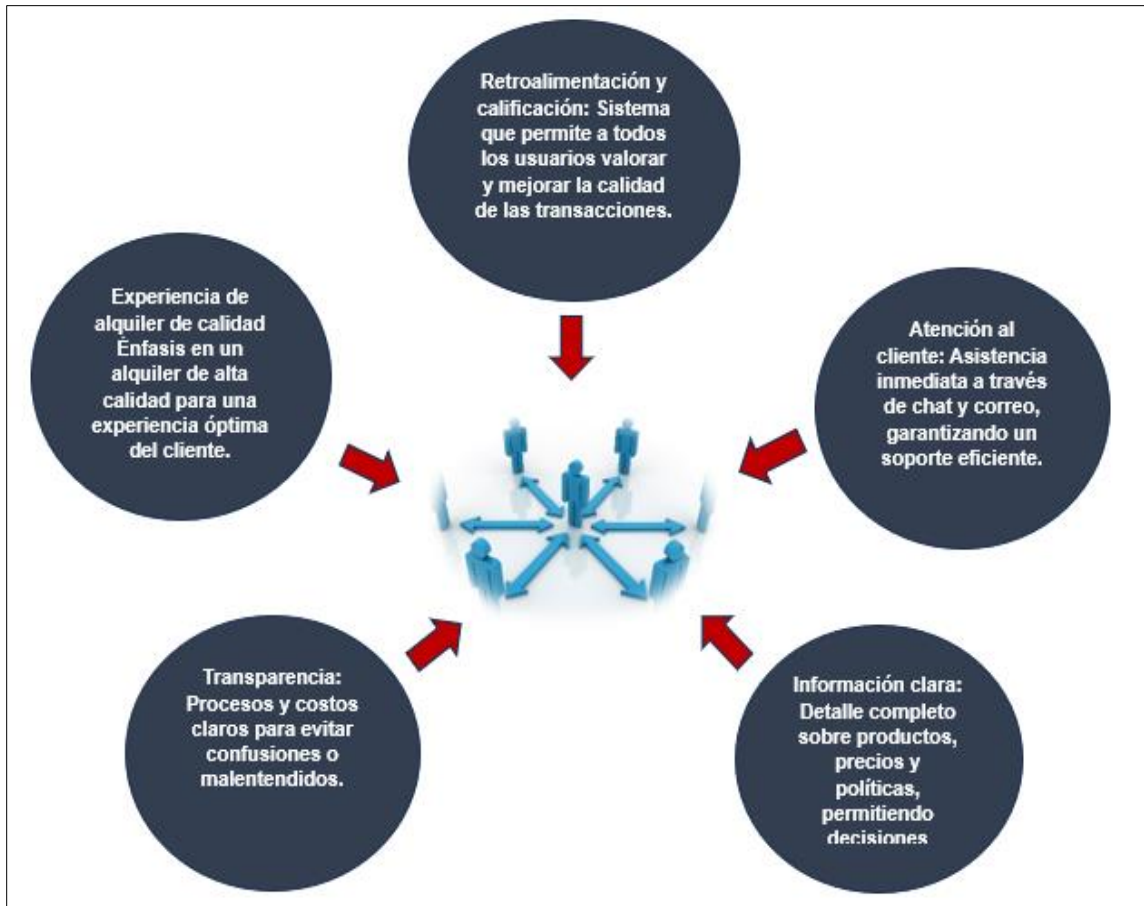 Retroalimentación y
calificación: Sistema
que permite a todos
los usuarios valorar
y mejorar la calidad
de las transacciones.
Experiencia de
alquiler de calidad
Énfasis en un
alquiler de alta
calidad para una
experiencia óptima
del cliente.
Atención al
cliente: Asistencia
inmediata a través
de chat y correo,
garantizando un
soporte eficiente.
Transparencia:
Procesos y costos
claros para evitar
confusiones o
malentendidos.
Información clara:
Detalle completo
sobre productos,
precios y
políticas,
permitiendo
decisiones